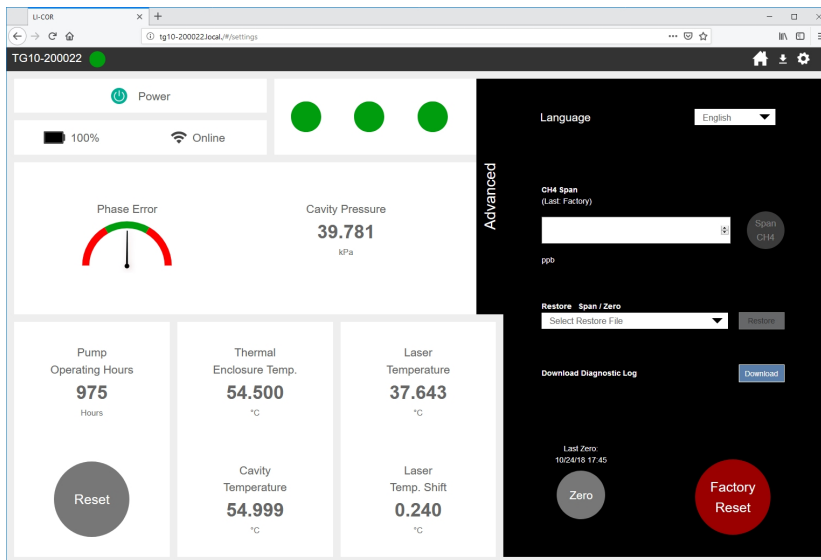 LI-COR
tg10-200022.local./#/settings
TG10-200022
Power
100%
Online
Phase Error
Cavity Pressure
39.781
kPa
Pump
Operating Hours
975
Hours
Reset
Thermal
Enclosure Temp.
54.500
°C
Cavity
Temperature
54.999
°C
Laser
Temperature
37.643
°C
Laser
Temp. Shift
0.240
°C
Advanced
Language
English
CH4 Span
(Last: Factory)
Span
CH4
ppb
Restore Span / Zero
Select Restore File
Restore
Download Diagnostic Log
Download
Last Zero:
10/24/18 17:45
Zero
Factory
Reset